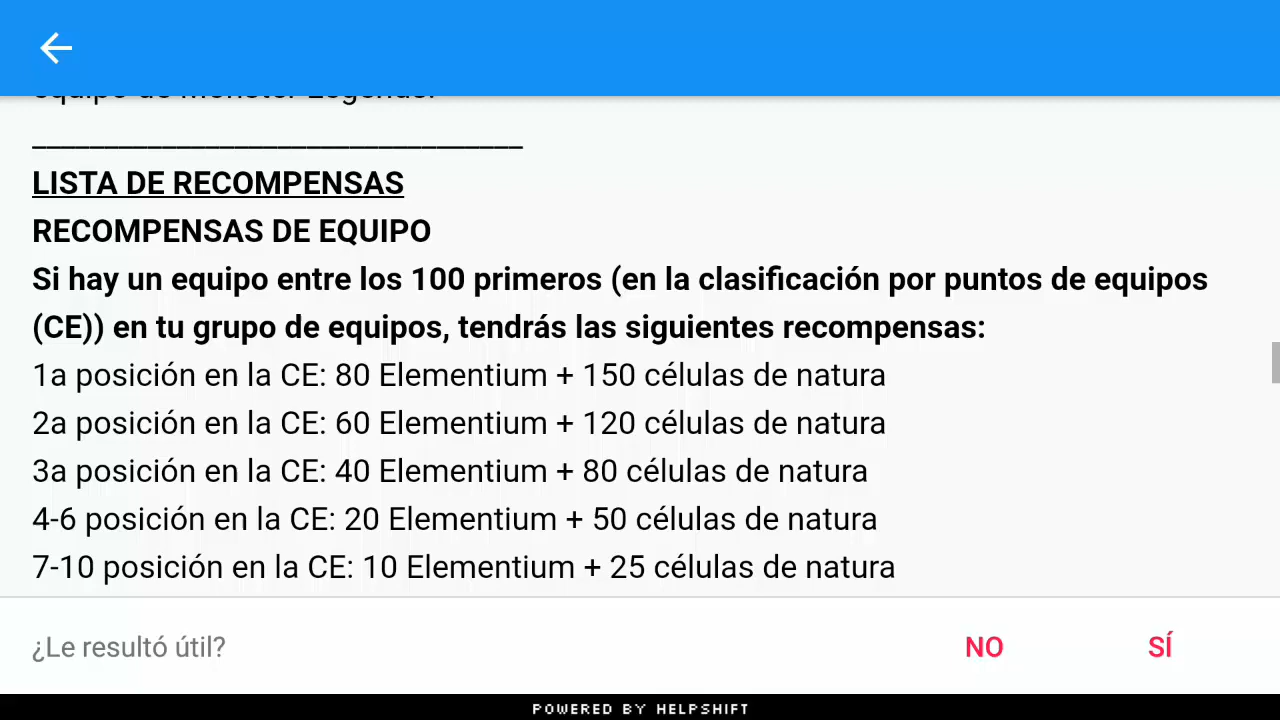 __________________________________
LISTA DE RECOMPENSAS
RECOMPENSAS DE EQUIPO
Si hay un equipo entre los 100 primeros (en la clasificación por puntos de equipos
(CE)) en tu grupo de equipos, tendrás las siguientes recompensas:
1a posición en la CE: 80 Elementium + 150 células de natura
2a posición en la CE: 60 Elementium + 120 células de natura
3a posición en la CE: 40 Elementium + 80 células de natura
4-6 posición en la CE: 20 Elementium + 50 células de natura
7-10 posición en la CE: 10 Elementium + 25 células de natura
¿Le resultó útil?
NO
SÍ
POWERED BY HELPSHIFT